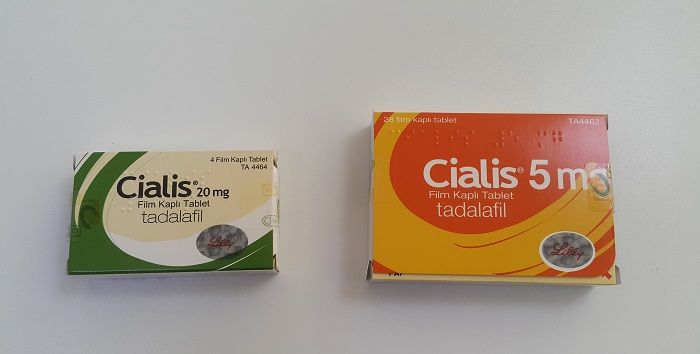 4 Film Kaplı Tablet
TA 4464
Cialis® 20 mg
Film Kaplı Tablet
tadalafil
Lilly
28 film kaplı tablet TA4462
Cialis® 5 mg
Film Kaplı Tablet
tadalafil
Lilly